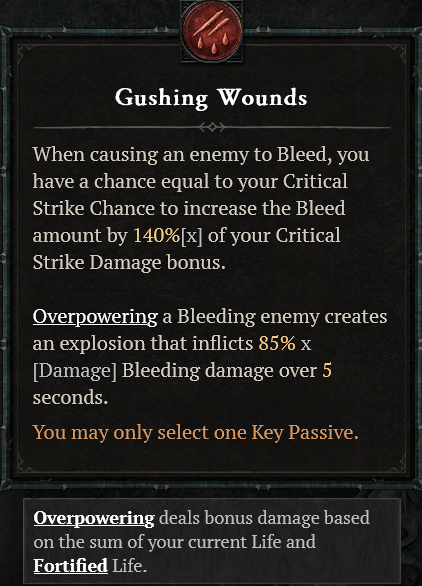 Gushing Wounds
When causing an enemy to Bleed, you
have a chance equal to your Critical
Strike Chance to increase the Bleed
amount by 140%[x] of your Critical
Strike Damage bonus.
Overpowering a Bleeding enemy creates
an explosion that inflicts 85% x
[Damage] Bleeding damage over 5
seconds.
You may only select one Key Passive.
Overpowering deals bonus damage based
on the sum of your current Life and
Fortified Life.